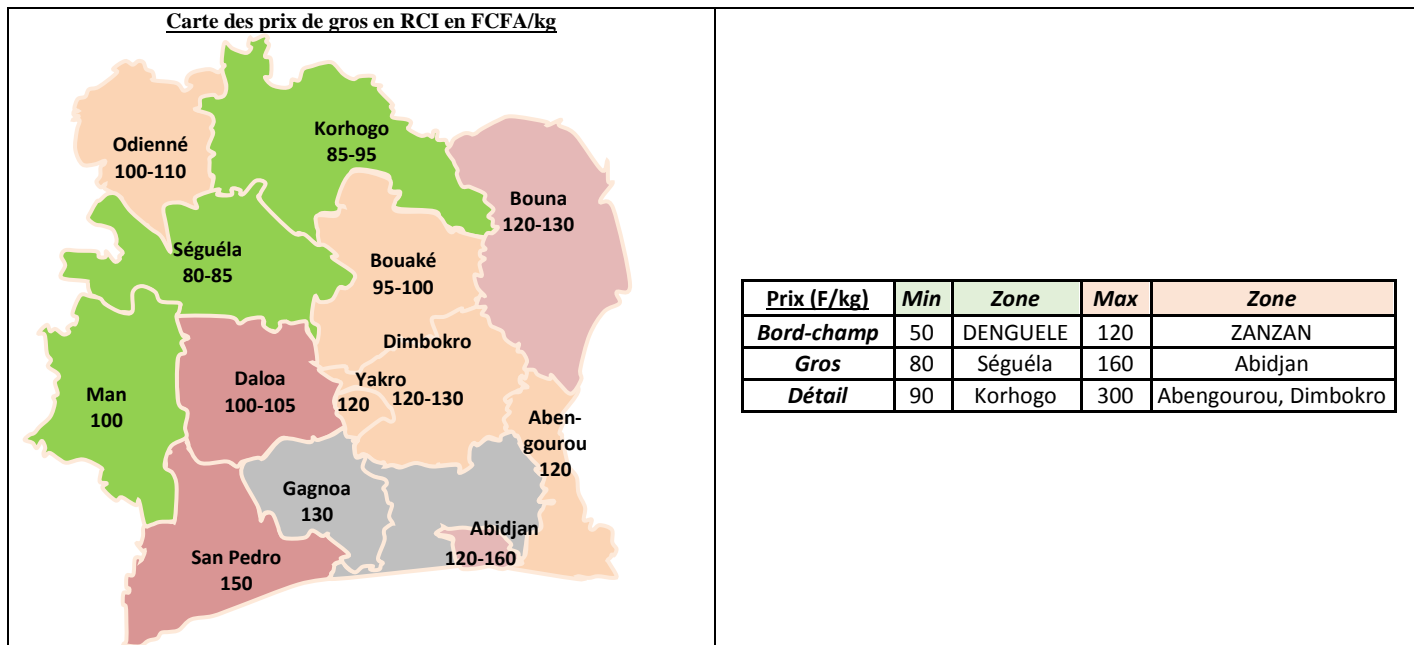 Carte des prix de gros en RCI en FCFA/kg
Odienné
100-110
Korhogo
85-95
Bouna
120-130
Séguéla
80-85
Bouaké
95-100
Dimbokro
120-130
Yakro
120
Man
100
Daloa
100-105
Aben-
gourou
120
Gagnoa
130
Abidjan
120-160
San Pedro
150
Prix (F/kg) Min Zone Max Zone
Bord-champ 50 DENGUELE 120 ZANZAN
Gros 80 Séguéla 160 Abidjan
Détail 90 Korhogo 300 Abengourou, Dimbokro